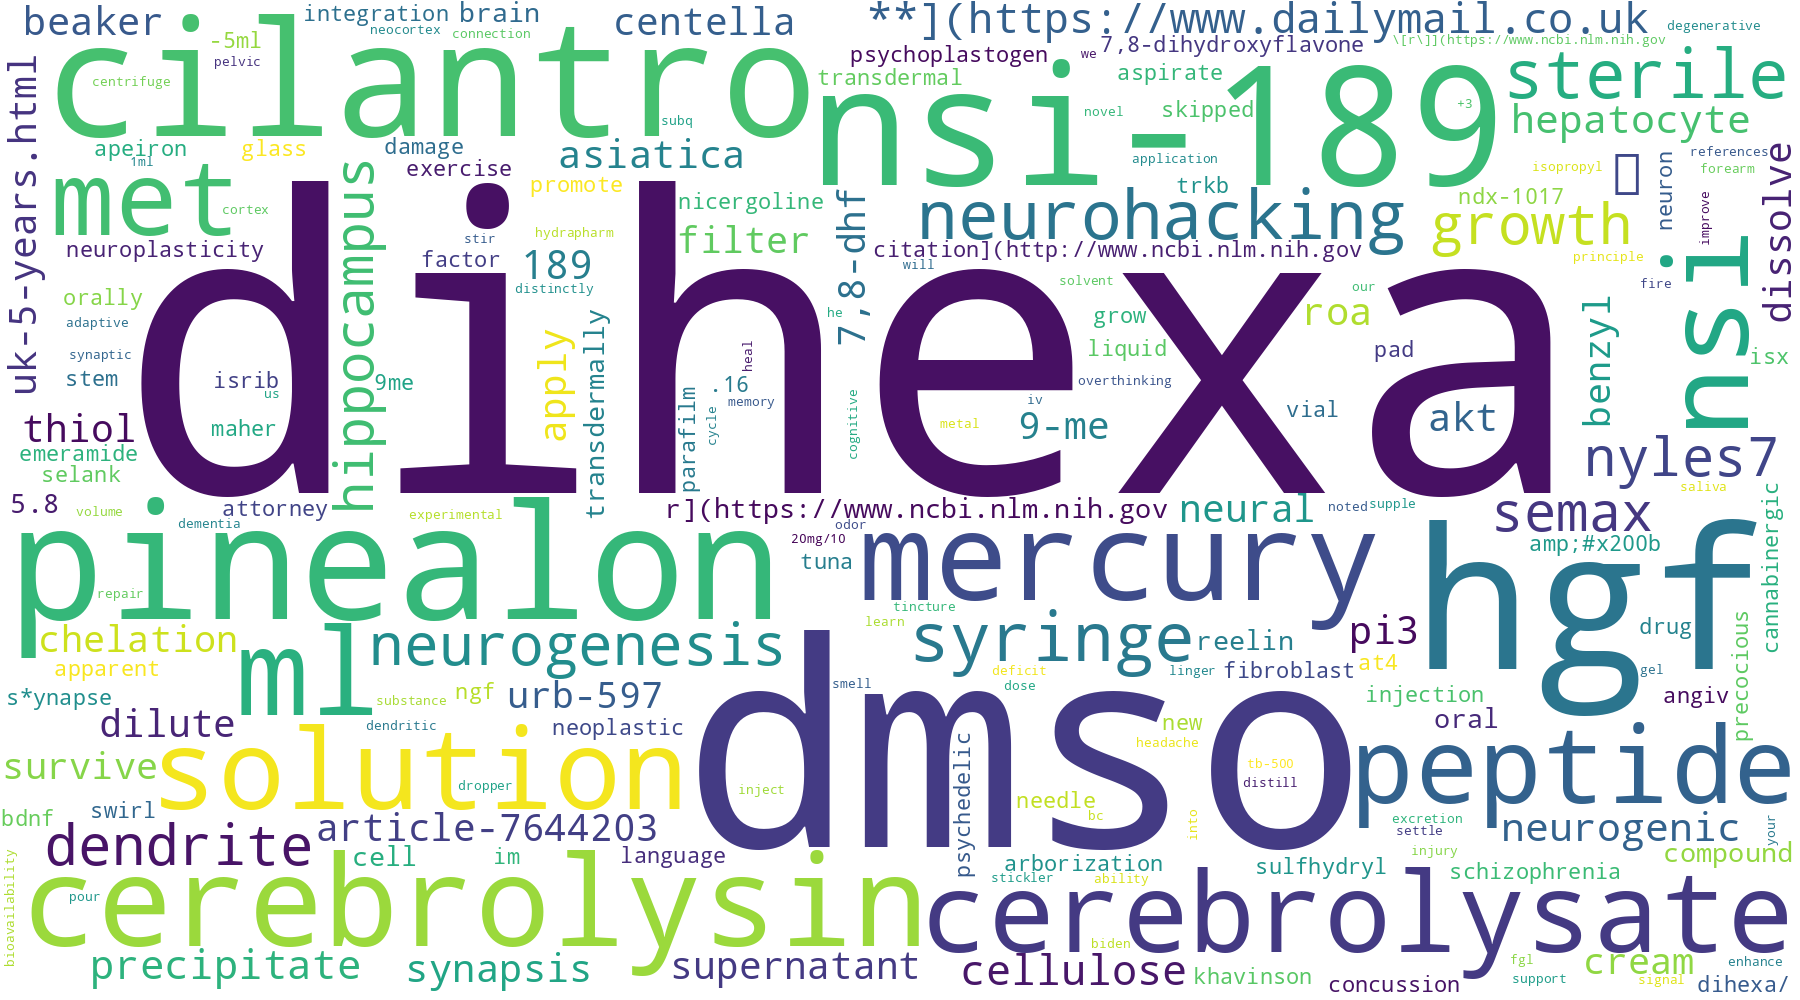 beaker
integration
brain
neocortex
connection
centella
**](https://www.dailymail.co.uk
degenerative
cilantro
-5ml
pelvic
centrifuge
psychoplastogen
we
7,8-dihydroxyflavone
\[r\]](https://www.ncbi.nlm.nih.gov
transdermal
aspirate
sterile
nsi-189
novel
skipped
+3
hepatocyte
subq
application
uk-5-years.html
apeiron
1ml
glass
damage
exercise
asiatica
promote
trkb
isopropyl
references
forearm
dissolve
met
cortex
hippocampus
nicergoline
7,8-dhf
neurohacking
ndx-1017
growth
neuron
improve
neuroplasticity
stir
hydrapharm
filter
citation](http://www.ncbi.nlm.nih.gov
principle
factor
189
distinctly
will
solvent
our
fire
nsi
orally
adaptive
synaptic
stem
isrib
us
9me
apply
transdermally
heal
he
grow
liquid
roa
pad
benzyl
isx
dihexa
overthinking
.16
memory
parafilm
cycle
cognitive
metal
iv
9-me
vial
akt
thiol
maher
emeramide
selank
nyles7
saliva
5.8
volume
attorney
dementia
experimental
r](https://www.ncbi.nlm.nih.gov
odor
neural
noted
supple
semax
cannabinergic
pinealon
20mg/10
tuna
mercury
amp;#x200b
hgf
repair
tincture
learn
chelation
apparent
ml
neurogenesis
syringe
reelin
pi3
drug
precocious
s*ynapse
substance
ngf
urb-597
smell
deficit
dose
linger
fibroblast
at4
gel
injection
angiv
dilute
dendritic
neoplastic
dmso
new
headache
oral
survive
solution
dropper
inject
psychedelic
tb-500
distill
peptide
bdnf
swirl
needle
bc
into
excretion
settle
neurogenic
your
dendrite
article-7644203
cell
im
language
arborization
stickler
ability
sulfhydryl
injury
schizophrenia
compound
bioavailability
pour
cerebrolysin
cerebrolysate
biden
precipitate
synapsis
supernatant
cellulose
khavinson
concussion
fgl
support
cream
signal
enhance
dihexa/